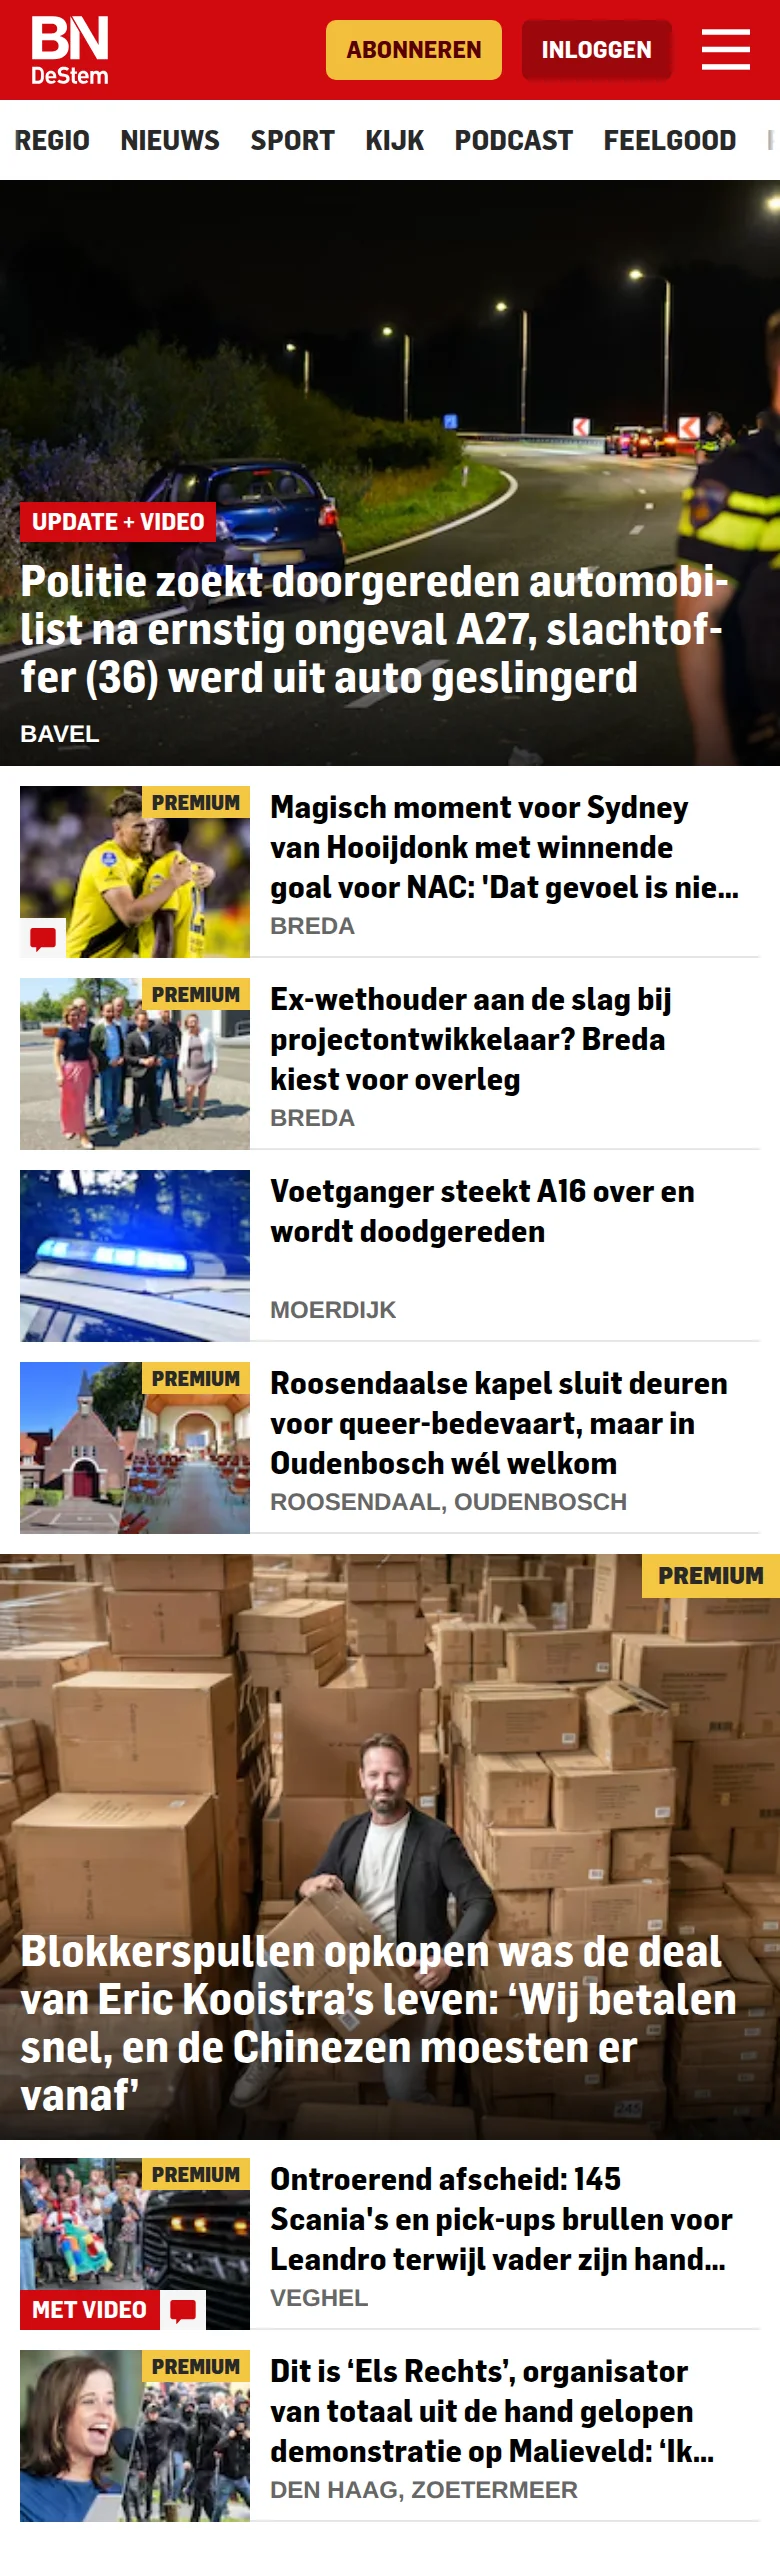 BN
DeStem
ABONNEREN
INLOGGEN
REGIO NIEUWS SPORT KIJK PODCAST FEELGOOD
UPDATE + VIDEO
Politie zoekt doorgereden automobi-
list na ernstig ongeval A27, slachtof-
fer (36) werd uit auto geslingerd
BAVEL
PREMIUM
Magisch moment voor Sydney
van Hooijdonk met winnende
goal voor NAC: 'Dat gevoel is nie...
BREDA
PREMIUM
Ex-wethouder aan de slag bij
projectontwikkelaar? Breda
kiest voor overleg
BREDA
Voetganger steekt A16 over en
wordt doodgereden
MOERDIJK
PREMIUM
Roosendaalse kapel sluit deuren
voor queer-bedevaart, maar in
Oudenbosch wél welkom
ROOSENDAAL, OUDENBOSCH
PREMIUM
Blokkerspullen opkopen was de deal
van Eric Kooistra’s leven: ‘Wij betalen
snel, en de Chinezen moesten er
vanaf’
PREMIUM
MET VIDEO
Ontroerend afscheid: 145
Scania's en pick-ups brullen voor
Leandro terwijl vader zijn hand...
VEGHEL
PREMIUM
Dit is ‘Els Rechts’, organisator
van totaal uit de hand gelopen
demonstratie op Malieveld: ‘Ik...
DEN HAAG, ZOETERMEER